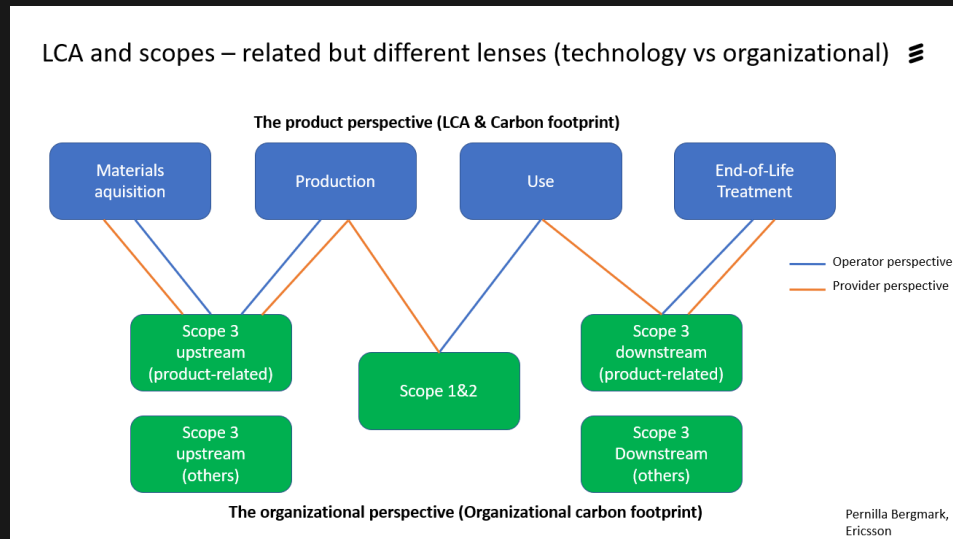 LCA and scopes – related but different lenses (technology vs organizational)
The product perspective (LCA & Carbon footprint)
Materials
aquisition
Production
Use
End-of-Life
Treatment
Operator perspective
Provider perspective
Scope 3
upstream
(product-related)
Scope 1&2
Scope 3
downstream
(product-related)
Scope 3
upstream
(others)
Scope 3
Downstream
(others)
The organizational perspective (Organizational carbon footprint)
Pernilla Bergmark,
Ericsson